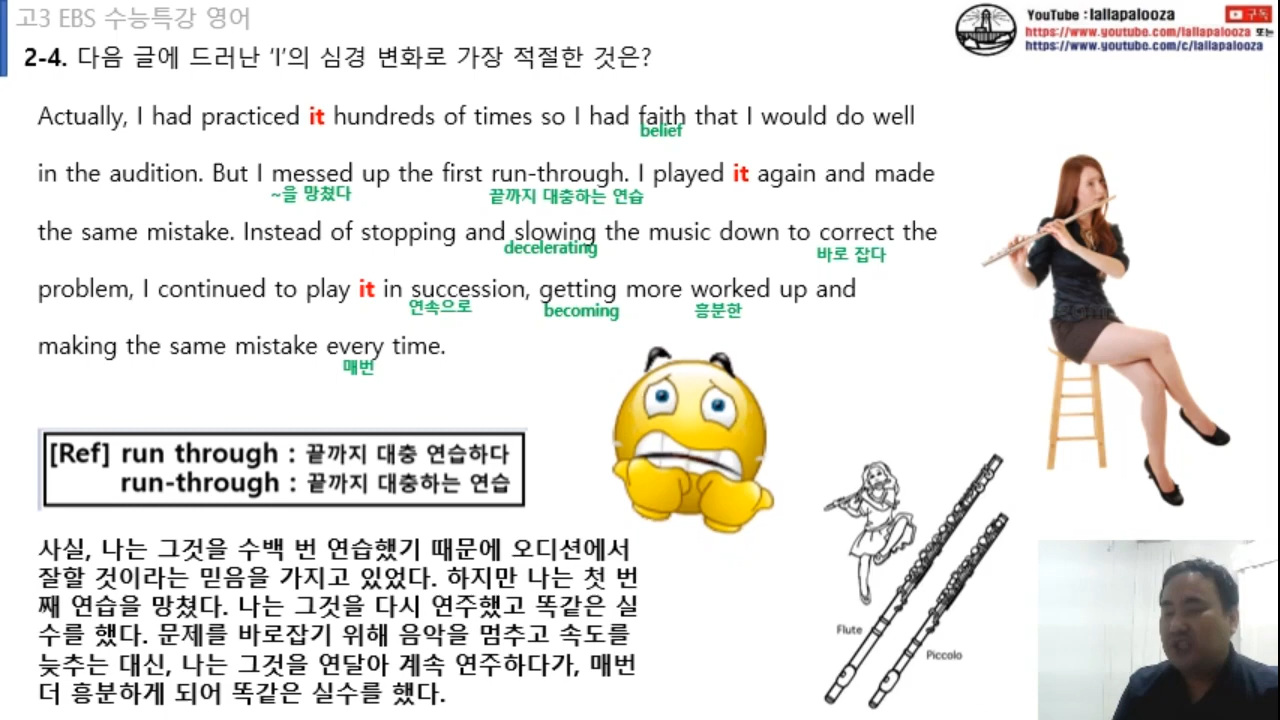 고3 EBS 수능특강 영어
YouTube : lallapalooza
구독
https://www.youtube.com/lallapalooza 또는
https://www.youtube.com/c/lallapalooza
2-4. 다음 글에 드러난 ‘I’의 심경 변화로 가장 적절한 것은?
Actually, I had practiced it hundreds of times so I had faith that I would do well
belief
in the audition. But I messed up the first run-through. I played it again and made
~을 망쳤다 끝까지 대충하는 연습
the same mistake. Instead of stopping and slowing the music down to correct the
decelerating 바로 잡다
problem, I continued to play it in succession, getting more worked up and
연속으로 becoming 흥분한
making the same mistake every time.
매번
[Ref] run through : 끝까지 대충 연습하다
run-through : 끝까지 대충하는 연습
사실, 나는 그것을 수백 번 연습했기 때문에 오디션에서
잘할 것이라는 믿음을 가지고 있었다. 하지만 나는 첫 번
째 연습을 망쳤다. 나는 그것을 다시 연주했고 똑같은 실
수를 했다. 문제를 바로잡기 위해 음악을 멈추고 속도를
늦추는 대신, 나는 그것을 연달아 계속 연주하다가, 매번
더 흥분하게 되어 똑같은 실수를 했다.
Flute
Piccolo